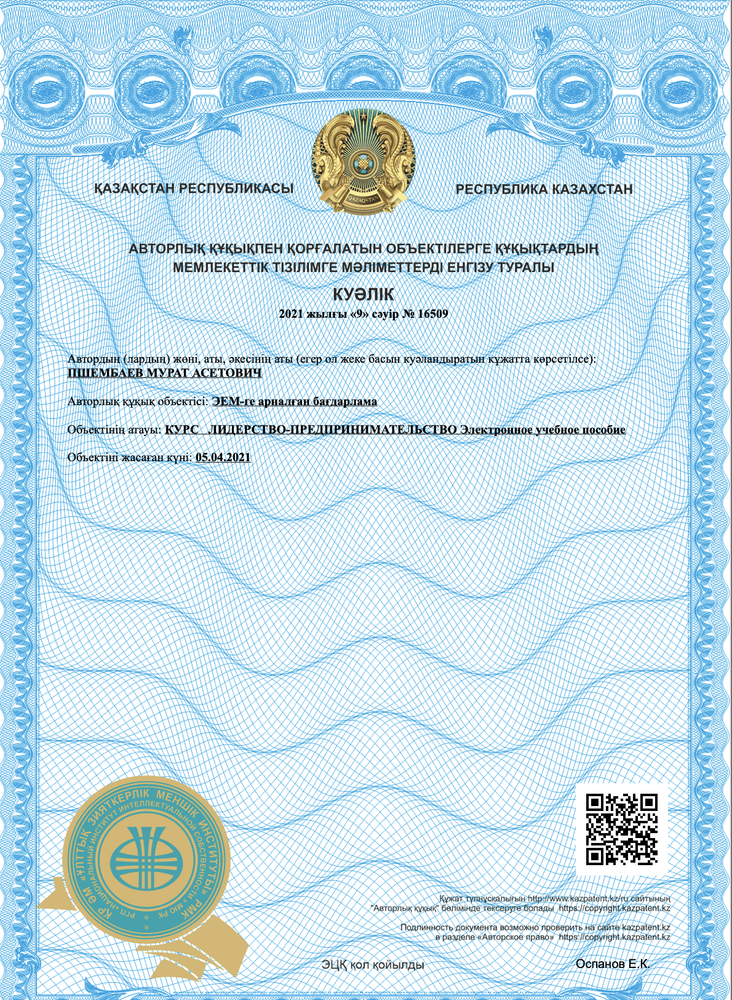 ҚАЗАҚСТАН РЕСПУБЛИКАСЫ
РЕСПУБЛИКА КАЗАХСТАН
QAZAQSTAN
АВТОРЛЫҚ ҚҰҚЫҚПЕН ҚОРҒАЛАТЫН ОБЪЕКТІЛЕРГЕ ҚҰҚЫҚТАРДЫҢ
МЕМЛЕКЕТТІК ТІЗІЛІМГЕ МӘЛІМЕТТЕРДІ ЕНГІЗУ ТУРАЛЫ
КУӘЛІК
2021 жылғы «9» сәуір № 16509
Автордың (лардың) жөні, аты, әкесінің аты (егер ол жеке басын куәландыратын құжатта көрсетілсе):
ПШЕМБАЕВ МУРАТ АСЕТОВИЧ
Авторлық құқық объектісі: ЭЕМ-ге арналған бағдарлама
Объектінің атауы: КУРС ЛИДЕРСТВО-ПРЕДПРИНИМАТЕЛЬСТВО Электронное учебное пособие
Объектіні жасаған күні: 05.04.2021
ҚР ӘМ «ҰЛТТЫҚ ЗИЯТКЕРЛІК МЕНШІК ИНСТИТУТЫ» РМК
РГП «НАЦИОНАЛЬНЫЙ ИНСТИТУТ ИНТЕЛЛЕКТУАЛЬНОЙ СОБСТВЕННОСТИ» МЮ РК
Құжат түпнұсқалығын http://www.kazpatent.kz/ru сайтының
"Авторлық құқық" бөлімінде тексеруге болады https://copyright.kazpatent.kz
Подлинность документа возможно проверить на сайте kazpatent.kz
в разделе «Авторское право» https://copyright.kazpatent.kz
ЭЦҚ қол қойылды
Оспанов Е.К.